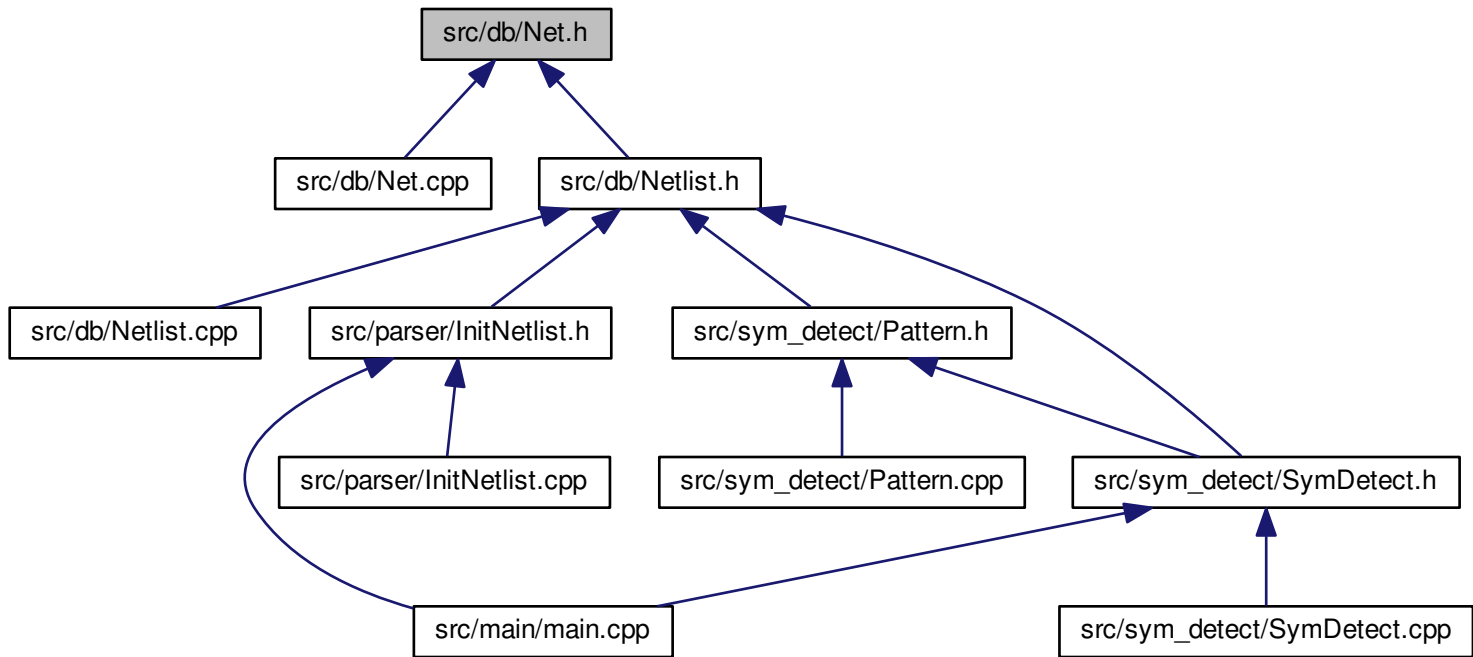 src/db/Net.h
src/db/Net.cpp
src/db/Netlist.h
src/db/Netlist.cpp
src/parser/InitNetlist.h
src/sym_detect/Pattern.h
src/parser/InitNetlist.cpp
src/sym_detect/Pattern.cpp
src/sym_detect/SymDetect.h
src/main/main.cpp
src/sym_detect/SymDetect.cpp